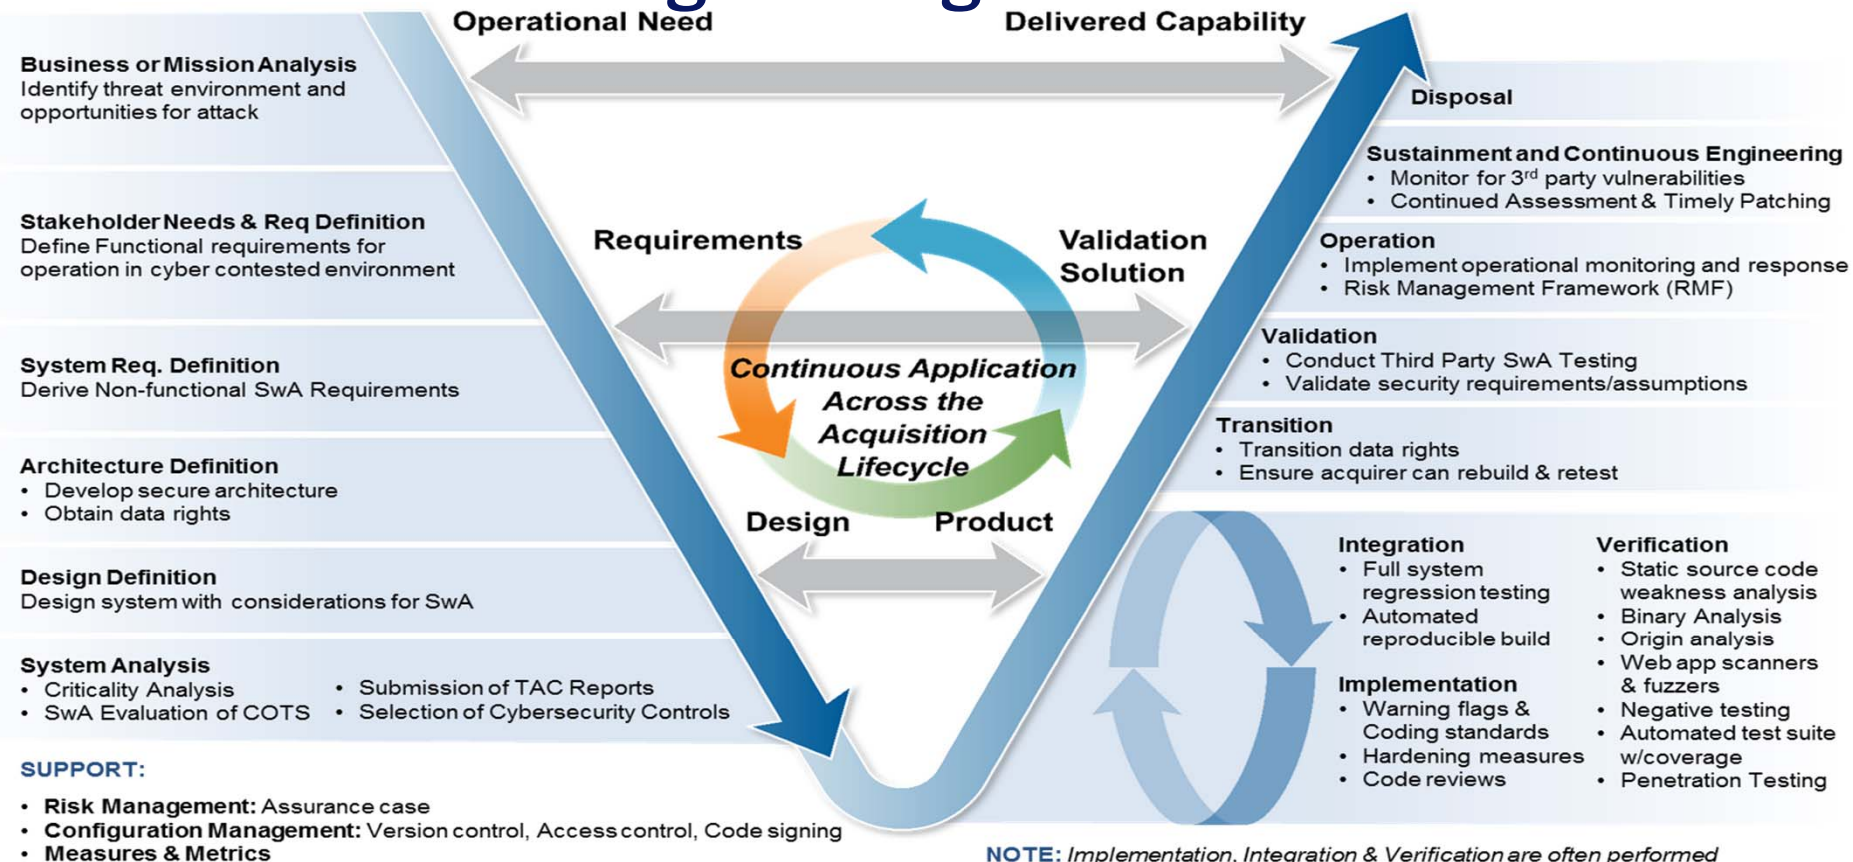 Operational Need
Delivered Capability
Business or Mission Analysis
Identify threat environment and
opportunities for attack
Stakeholder Needs & Req Definition
Define Functional requirements for
operation in cyber contested environment
System Req. Definition
Derive Non-functional SwA Requirements
Architecture Definition
• Develop secure architecture
• Obtain data rights
Design Definition
Design system with considerations for SwA
System Analysis
• Criticality Analysis
• SwA Evaluation of COTS
• Submission of TAC Reports
• Selection of Cybersecurity Controls
SUPPORT:
• Risk Management: Assurance case
• Configuration Management: Version control, Access control, Code signing
• Measures & Metrics
Requirements
Validation
Solution
Continuous Application
Across the
Acquisition
Lifecycle
Design
Product
Disposal
Sustainment and Continuous Engineering
• Monitor for 3rd party vulnerabilities
• Continued Assessment & Timely Patching
Operation
• Implement operational monitoring and response
• Risk Management Framework (RMF)
Validation
• Conduct Third Party SwA Testing
• Validate security requirements/assumptions
Transition
• Transition data rights
• Ensure acquirer can rebuild & retest
Integration
• Full system
regression testing
• Automated
reproducible build
Implementation
• Warning flags &
Coding standards
• Hardening measures
• Code reviews
Verification
• Static source code
weakness analysis
• Binary Analysis
• Origin analysis
• Web app scanners
& fuzzers
• Negative testing
• Automated test suite
w/coverage
• Penetration Testing
NOTE: Implementation, Integration & Verification are often performed